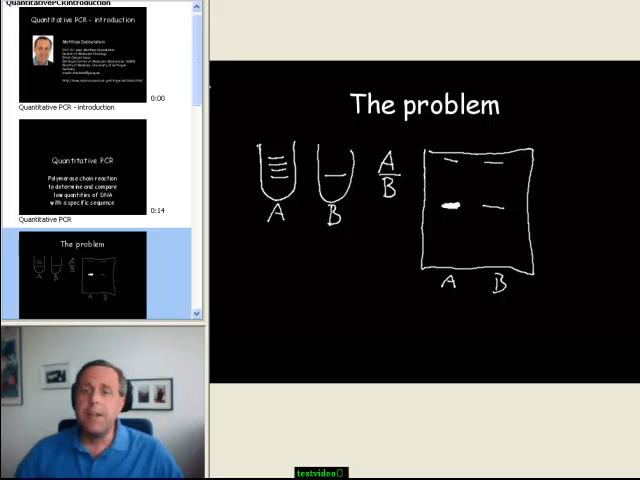 QuantitativePCRIntroduction
Quantitative PCR - introduction
0:00
Quantitative PCR - introduction
Quantitative PCR
Polymerase chain reaction
to determine and compare
low quantities of DNA
with a specific sequence
0:14
Quantitative PCR
The problem
A B A B A B
The problem
A
B
A B
A B
textvideo